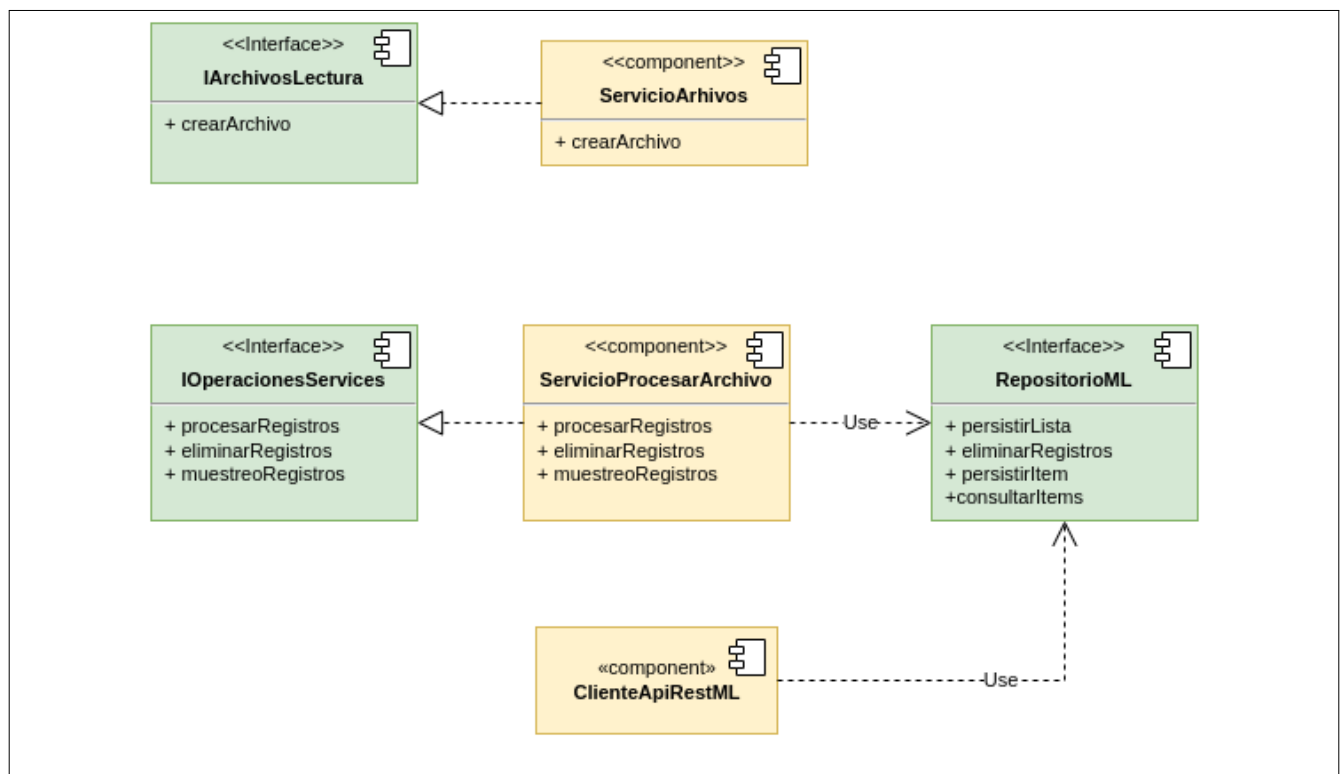 <<Interface>>
IArchivosLectura
+ crearArchivo
<<component>>
ServicioArhivos
+ crearArchivo
<<Interface>>
IOperacionesServices
+ procesarRegistros
+ eliminarRegistros
+ muestreoRegistros
<<component>>
ServicioProcesarArchivo
+ procesarRegistros
+ eliminarRegistros
+ muestreoRegistros
Use
<<Interface>>
RepositorioML
+ persistirLista
+ eliminarRegistros
+ persistirItem
+consultarItems
«component»
ClienteApiRestML
Use